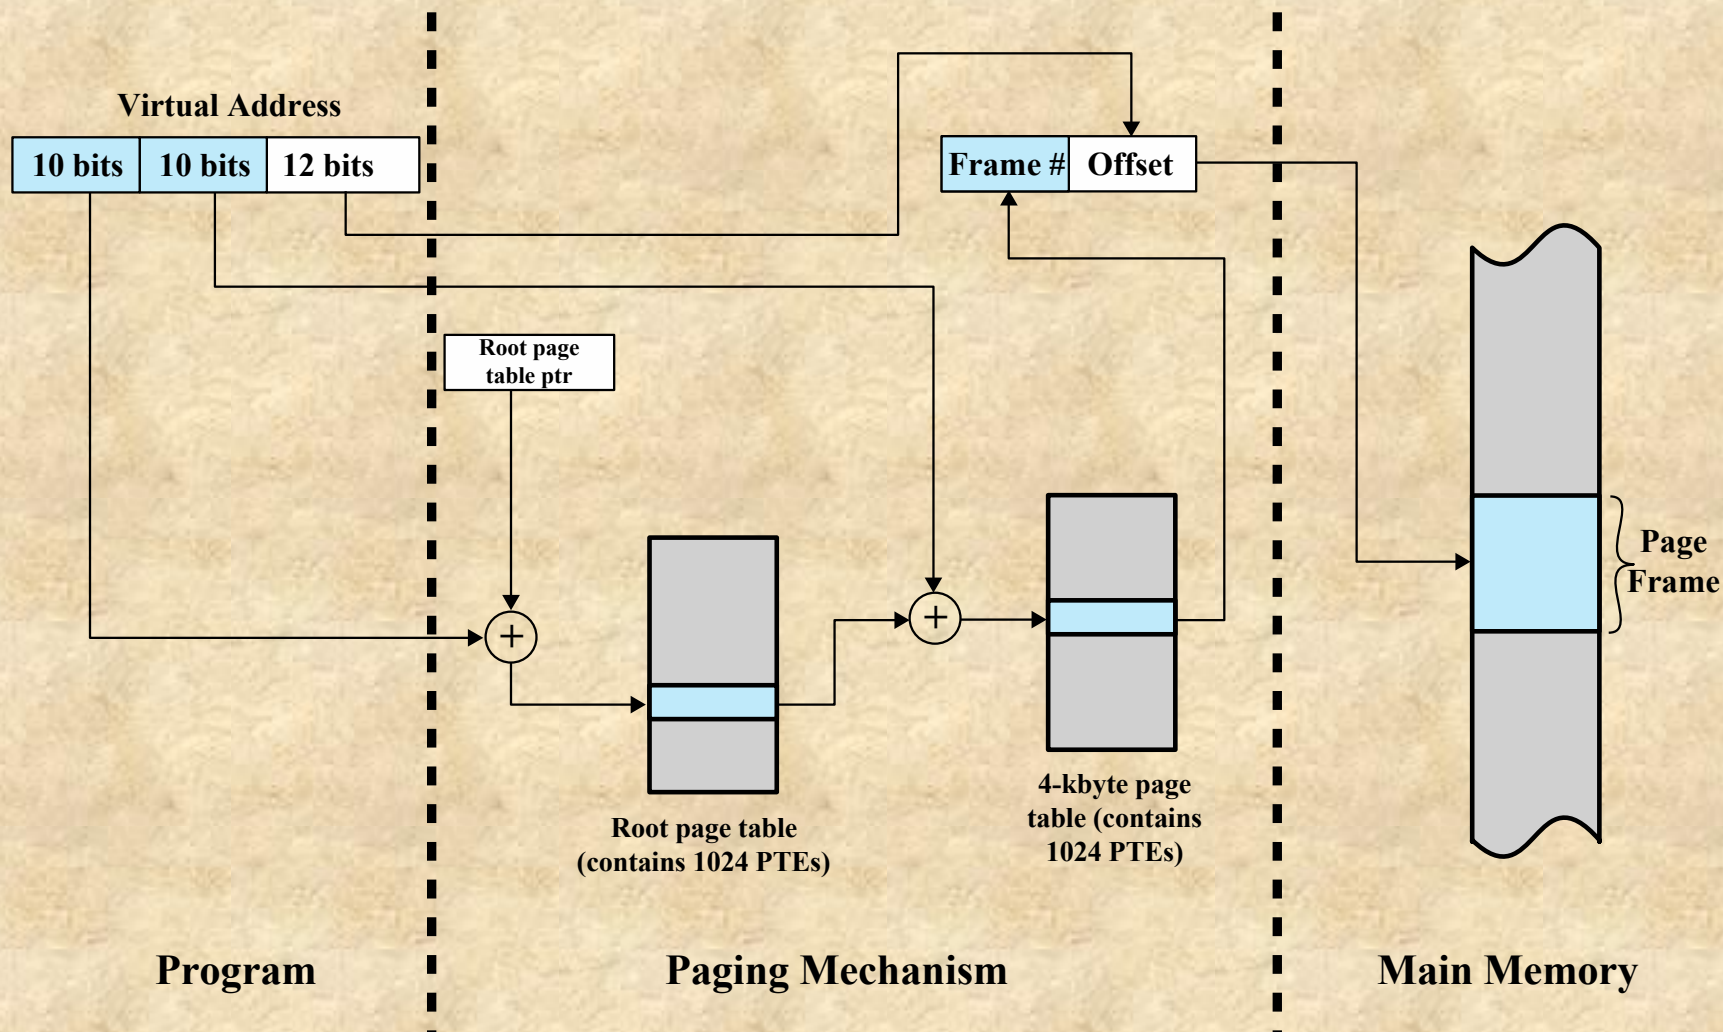 Virtual Address
10 bits 10 bits 12 bits
Frame # Offset
Root page
table ptr
+
+
Page
Frame
4-kbyte page
table (contains
1024 PTEs)
Root page table
(contains 1024 PTEs)
Program
Paging Mechanism
Main Memory